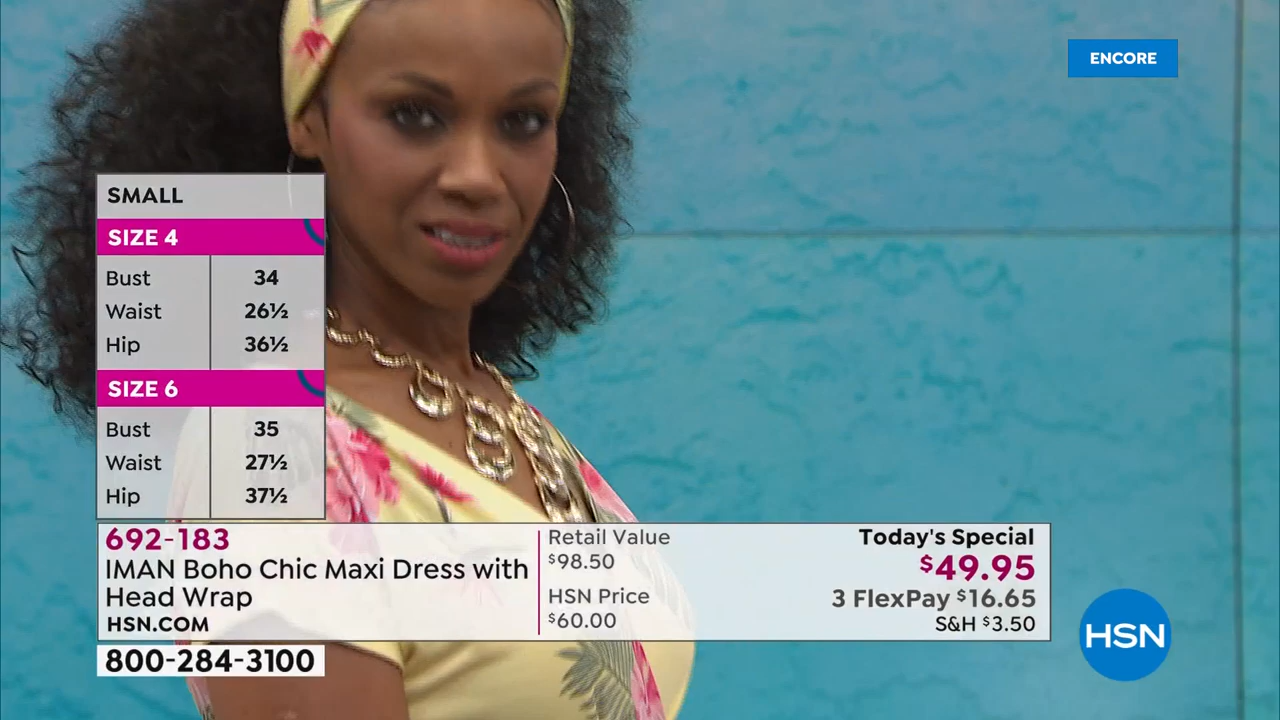 ENCORE
SMALL
SIZE 4
Bust 34
Waist 26½
Hip 36½
SIZE 6
Bust 35
Waist 27½
Hip 37½
692-183
IMAN Boho Chic Maxi Dress with
Head Wrap
HSN.COM
Retail Value
$98.50
HSN Price
$60.00
Today's Special
$49.95
3 FlexPay $16.65
S&H $3.50
800-284-3100
HSN